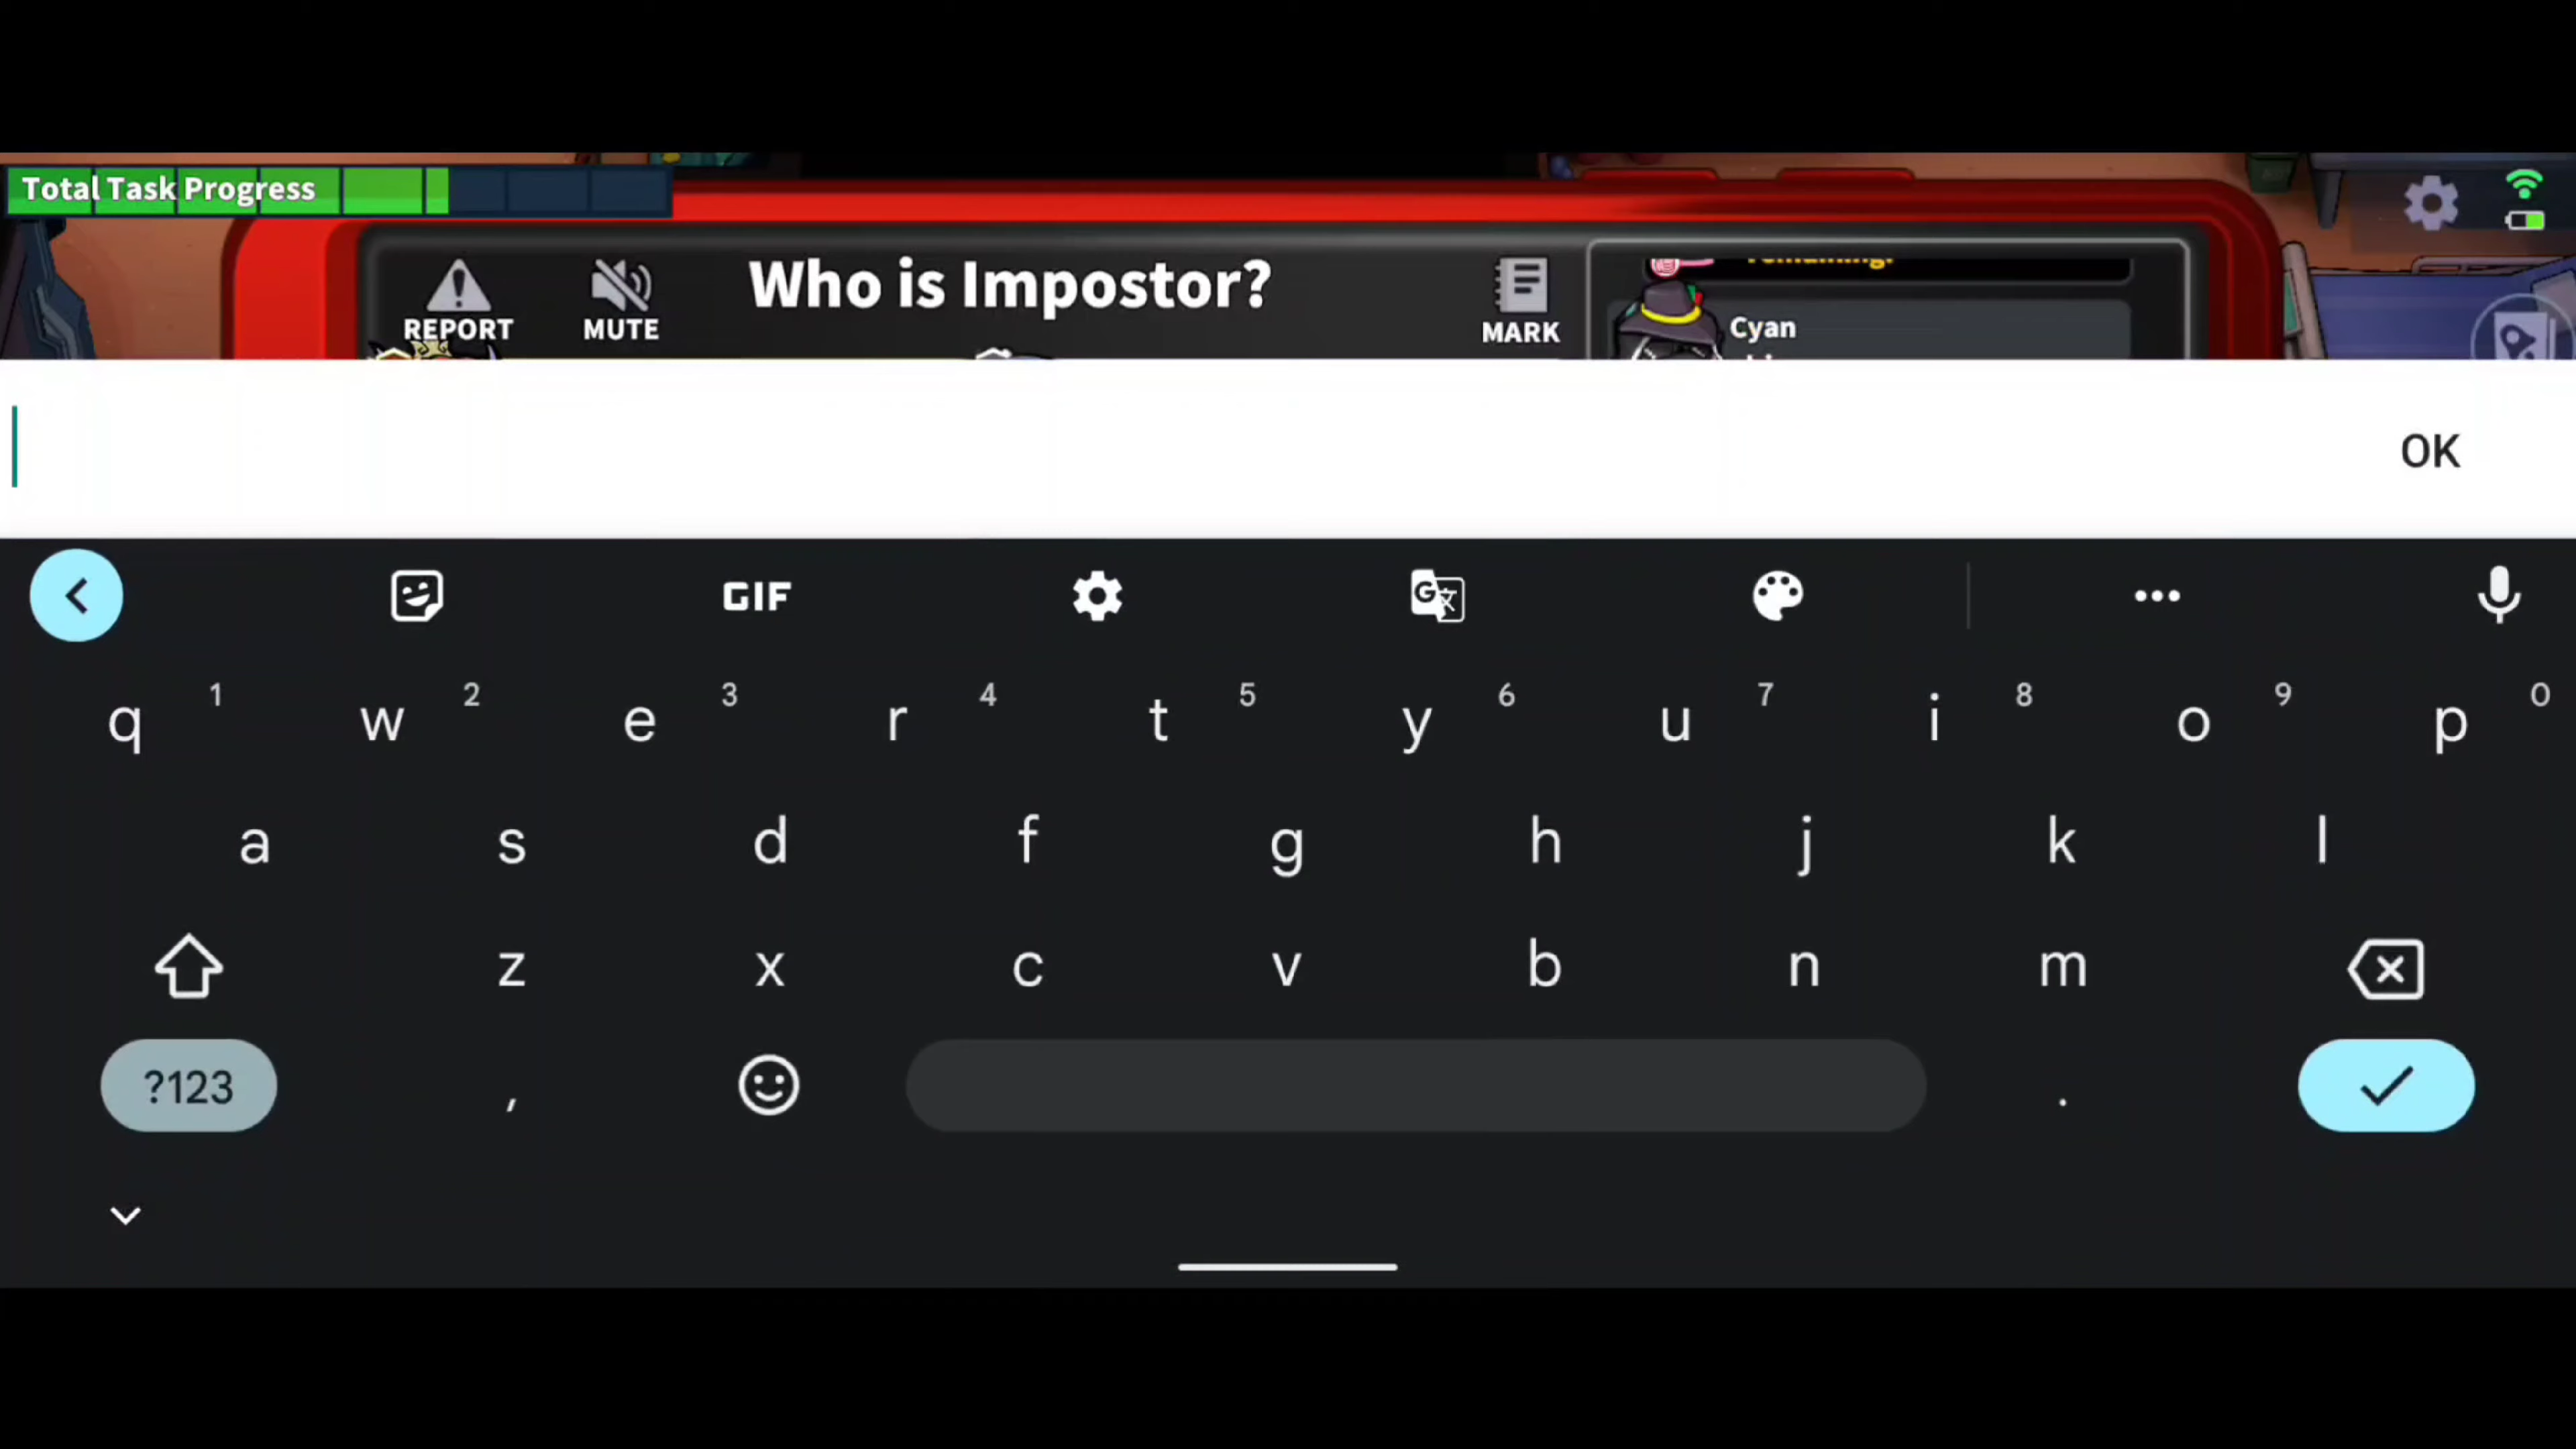 Total Task Progress
REPORT
MUTE
Who is Impostor?
MARK
remaining!
Cyan
OK
GIF
G
q 1 w 2 e 3 r 4 t 5 y 6 u 7 i 8 o 9 p 0
a s d f g h j k l
z x c v b n m
?123 , .